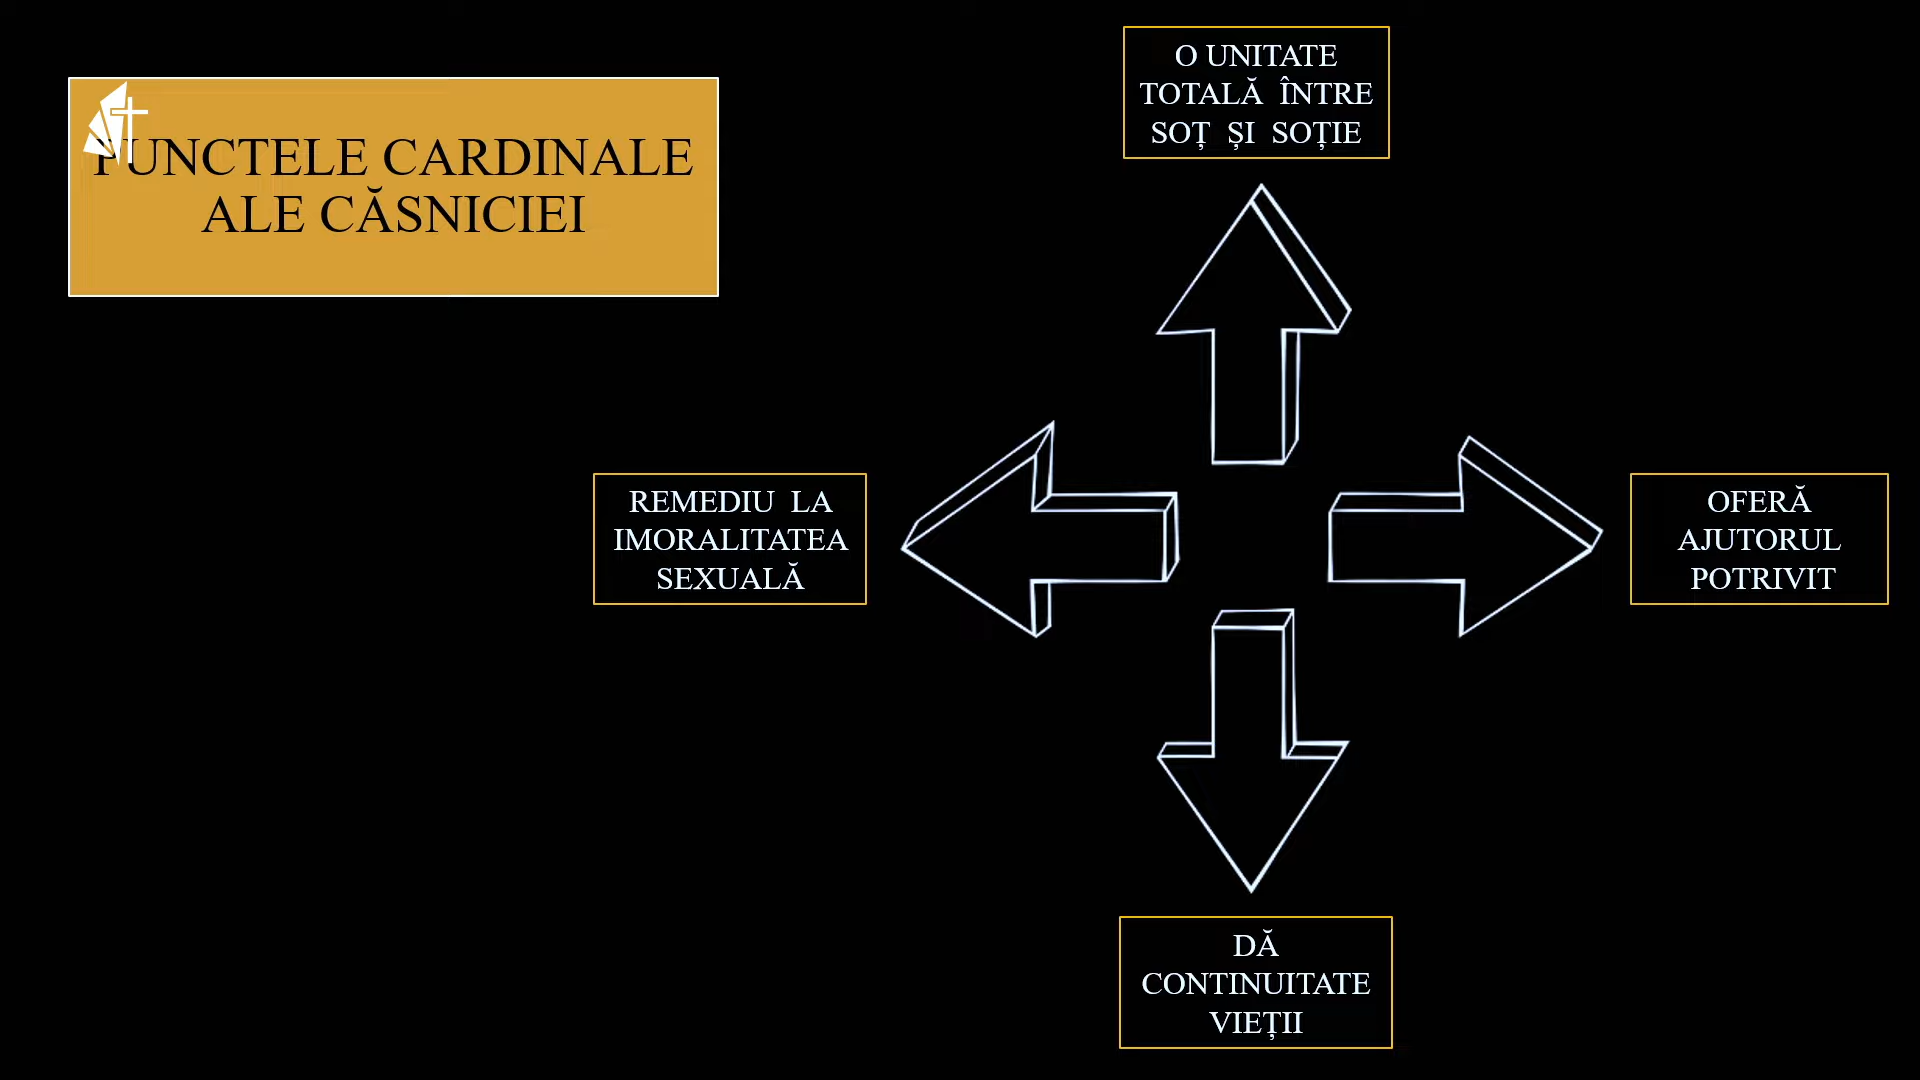 PUNCTELE CARDINALE
ALE CĂSNICIEI
O UNITATE
TOTALĂ ÎNTRE
SOȚ ȘI SOȚIE
REMEDIU LA
IMORALITATEA
SEXUALĂ
OFERĂ
AJUTORUL
POTRIVIT
DĂ
CONTINUITATE
VIEȚII